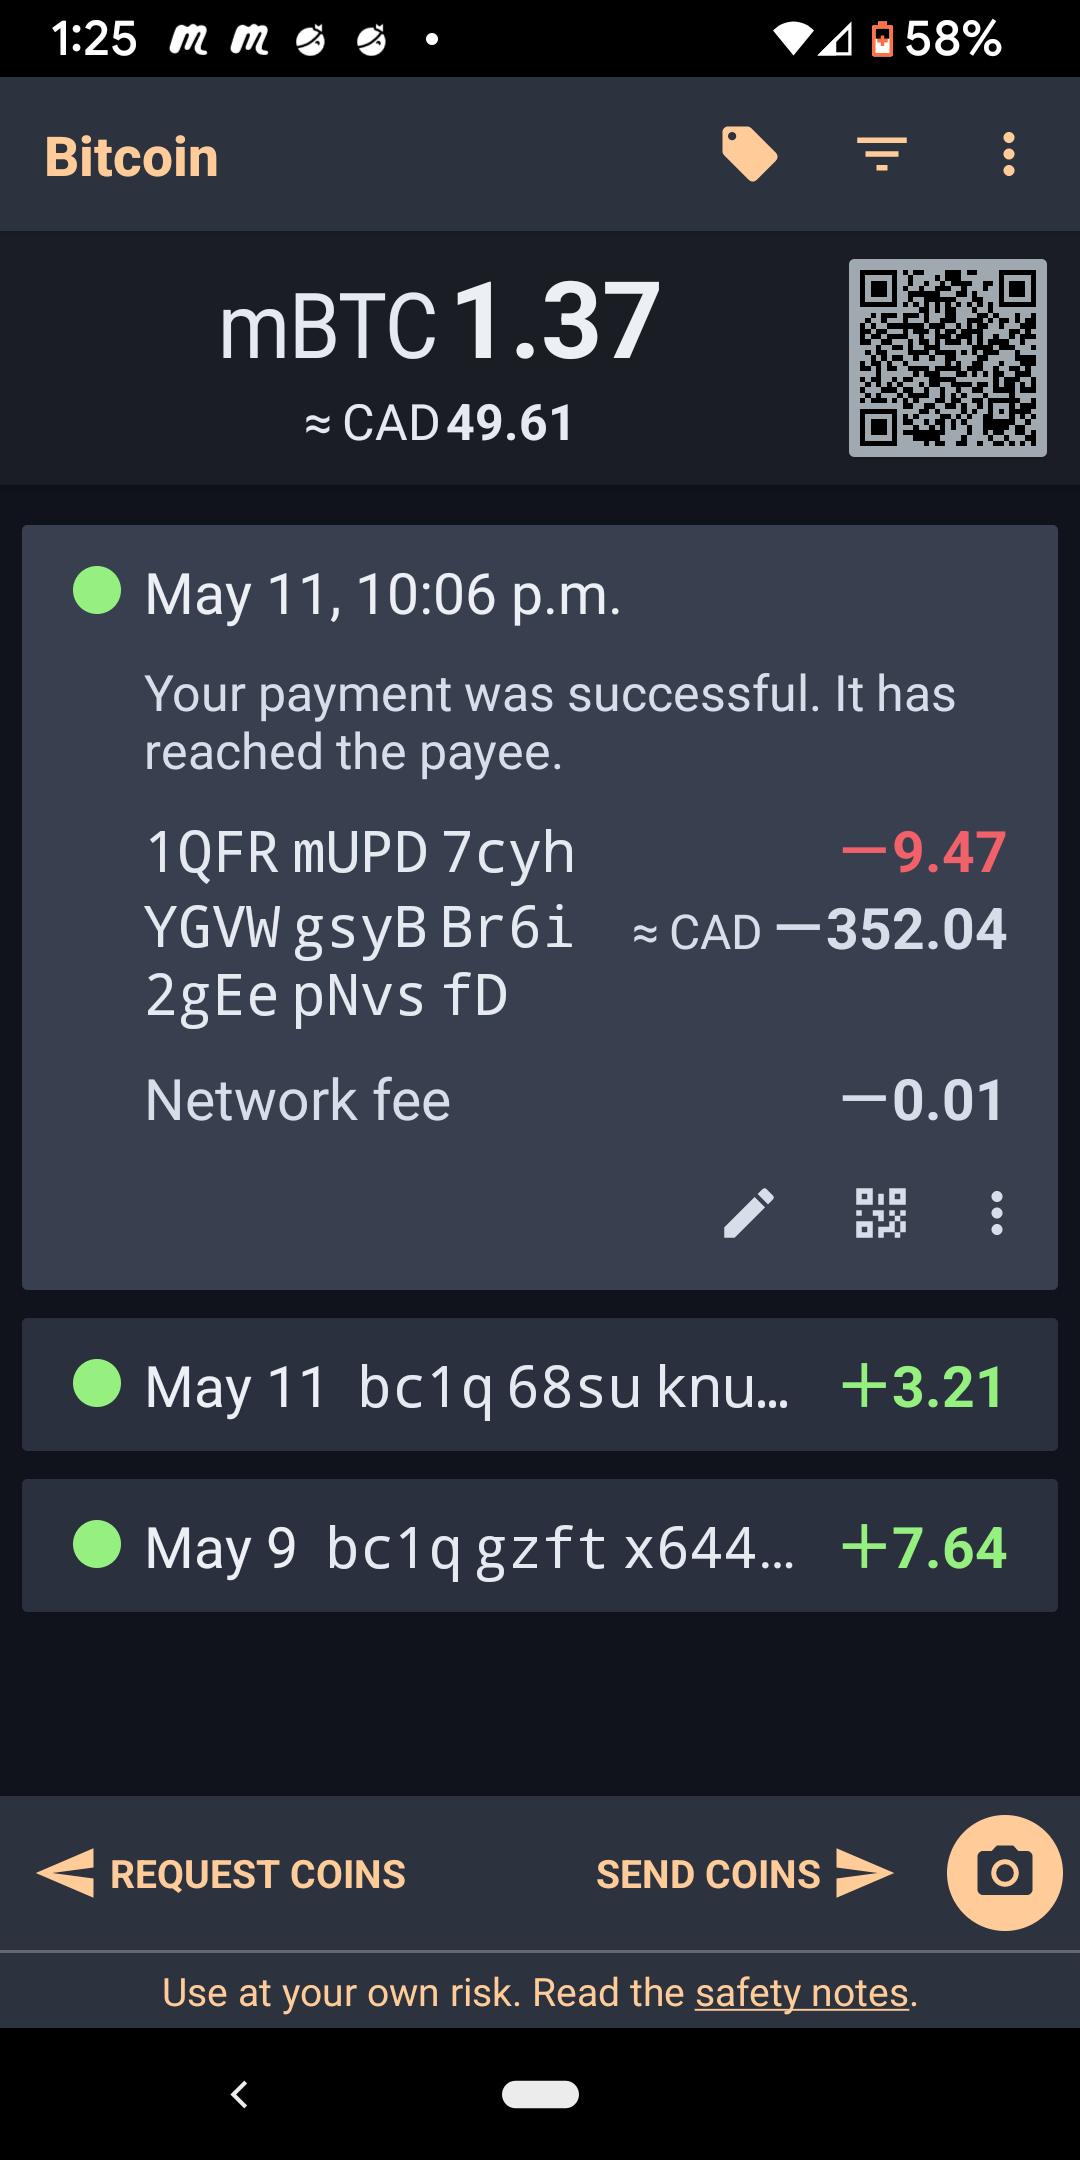 1:25 58%
Bitcoin
mBTC 1.37
≈ CAD 49.61
May 11, 10:06 p.m.
Your payment was successful. It has
reached the payee.
1QFR mUPD 7cyh −9.47
YGVW gsyB Br6i ≈ CAD −352.04
2gEe pNvs fD
Network fee −0.01
May 11 bc1q 68su knu… +3.21
May 9 bc1q gzft x644… +7.64
REQUEST COINS SEND COINS
Use at your own risk. Read the safety notes.